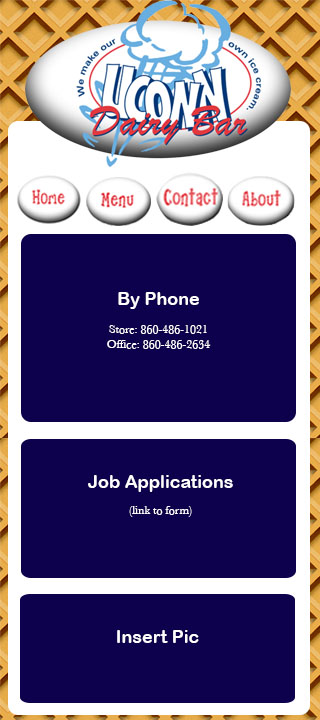 We make our own ice cream.
UCONN
Dairy Bar
Home Menu Contact About
By Phone
Store: 860-486-1021
Office: 860-486-2634
Job Applications
(link to form)
Insert Pic